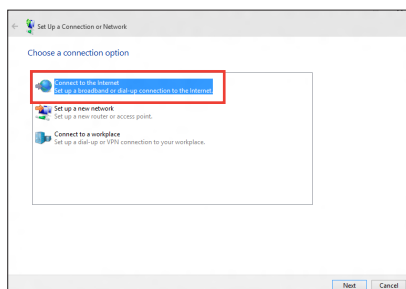 Set Up a Connection or Network
Choose a connection option
Connect to the Internet
Set up a broadband or dial-up connection to the Internet.
Set up a new network
Set up a new router or access point.
Connect to a workplace
Set up a dial-up or VPN connection to your workplace.
Next Cancel